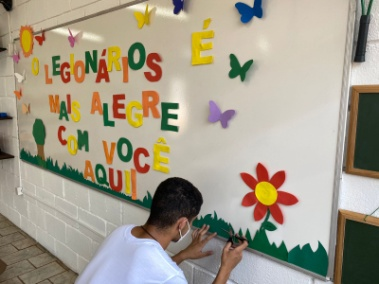 O LEGIONÁRIOS É
MAIS ALEGRE
COM VOCÊ
AQUI!